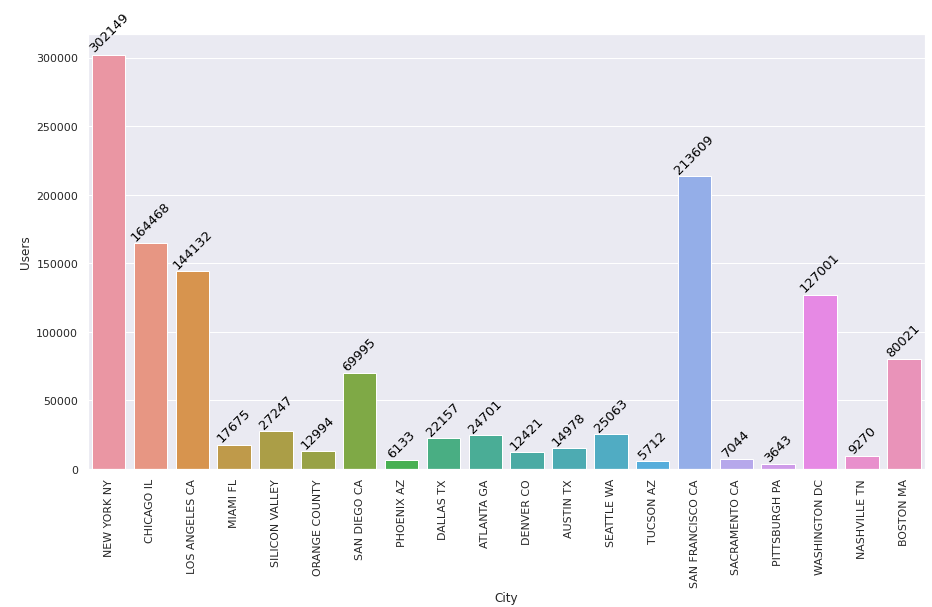 302149
300000
250000
213609
200000
164468
150000
144132
127001
100000
80021
69995
50000
17675
27247
12994
6133
22157
24701
12421
14978
25063
5712
7044
3643
9270
0
Users
NEW YORK NY
CHICAGO IL
LOS ANGELES CA
MIAMI FL
SILICON VALLEY
ORANGE COUNTY
SAN DIEGO CA
PHOENIX AZ
DALLAS TX
ATLANTA GA
DENVER CO
AUSTIN TX
SEATTLE WA
TUCSON AZ
SAN FRANCISCO CA
SACRAMENTO CA
PITTSBURGH PA
WASHINGTON DC
NASHVILLE TN
BOSTON MA
City